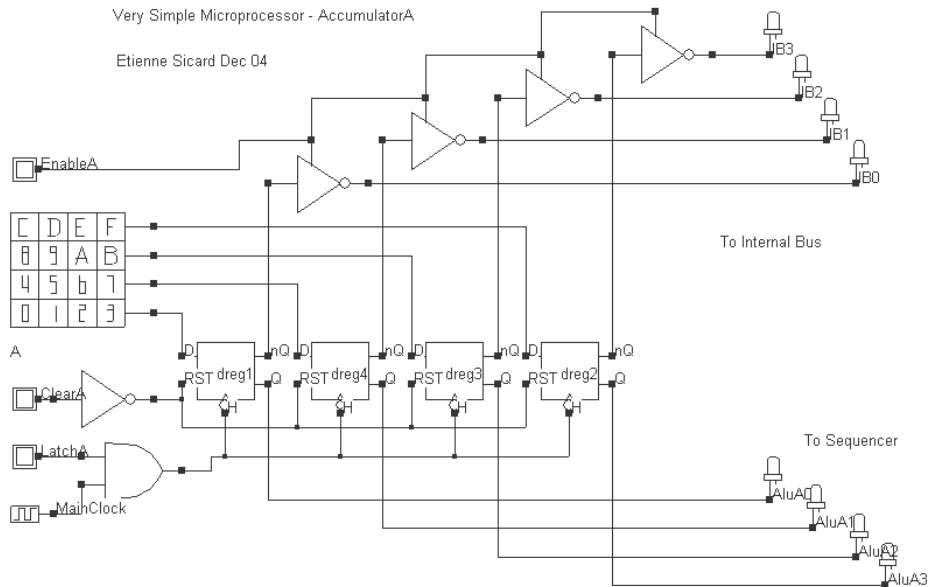 Very Simple Microprocessor - AccumulatorA
Etienne Sicard Dec 04
IB3
IB2
IB1
IB0
EnableA
C D E F
8 9 A B
4 5 6 7
0 1 2 3
To Internal Bus
A
D nQ D nQ D nQ D nQ
RST dreg1 Q RST dreg4 Q RST dreg3 Q RST dreg2 Q
H H H H
ClearA
LatchA
MainClock
To Sequencer
AluA0
AluA1
AluA2
AluA3